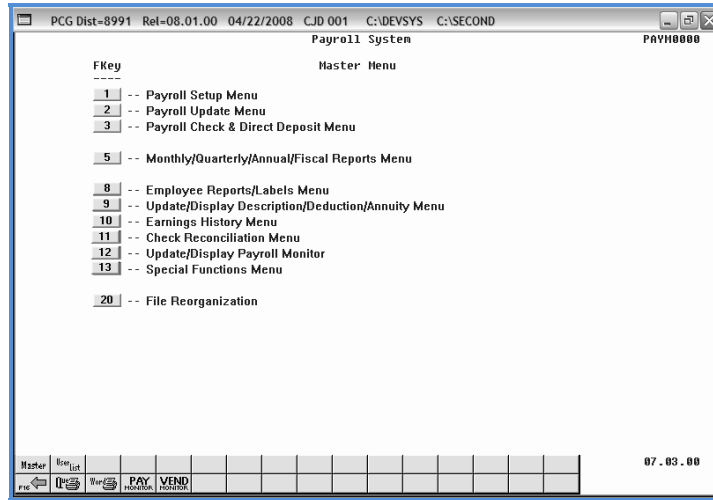 PCG Dist=8991 Rel=08.01.00 04/22/2008 CJD 001 C:\DEVSYS C:\SECOND
Payroll System PAYM0000
FKey Master Menu
----
1 -- Payroll Setup Menu
2 -- Payroll Update Menu
3 -- Payroll Check & Direct Deposit Menu
5 -- Monthly/Quarterly/Annual/Fiscal Reports Menu
8 -- Employee Reports/Labels Menu
9 -- Update/Display Description/Deduction/Annuity Menu
10 -- Earnings History Menu
11 -- Check Reconciliation Menu
12 -- Update/Display Payroll Monitor
13 -- Special Functions Menu
20 -- File Reorganization
Master User List 07.03.00
F16 Que Wor PAY MONITOR VEND MONITOR